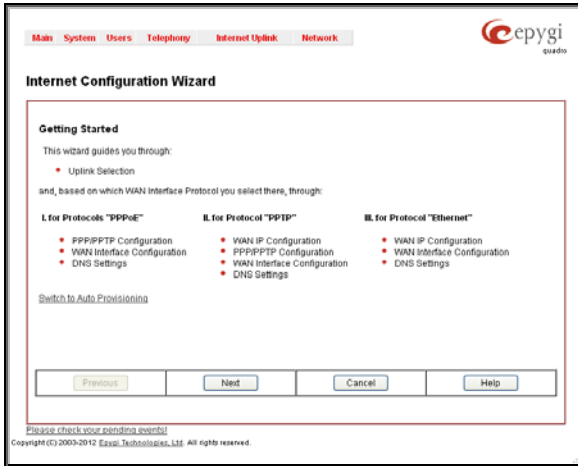 Main System Users Telephony Internet Uplink Network
epygi
quadro
Internet Configuration Wizard
Getting Started
This wizard guides you through:
Uplink Selection
and, based on which WAN Interface Protocol you select there, through:
I. for Protocols "PPPoE"
PPP/PPTP Configuration
WAN Interface Configuration
DNS Settings
II. for Protocol "PPTP"
WAN IP Configuration
PPP/PPTP Configuration
WAN Interface Configuration
DNS Settings
III. for Protocol "Ethernet"
WAN IP Configuration
WAN Interface Configuration
DNS Settings
Switch to Auto Provisioning
Previous Next Cancel Help
Please check your pending events!
Copyright (C) 2003-2012 Epygi Technologies, Ltd. All rights reserved.